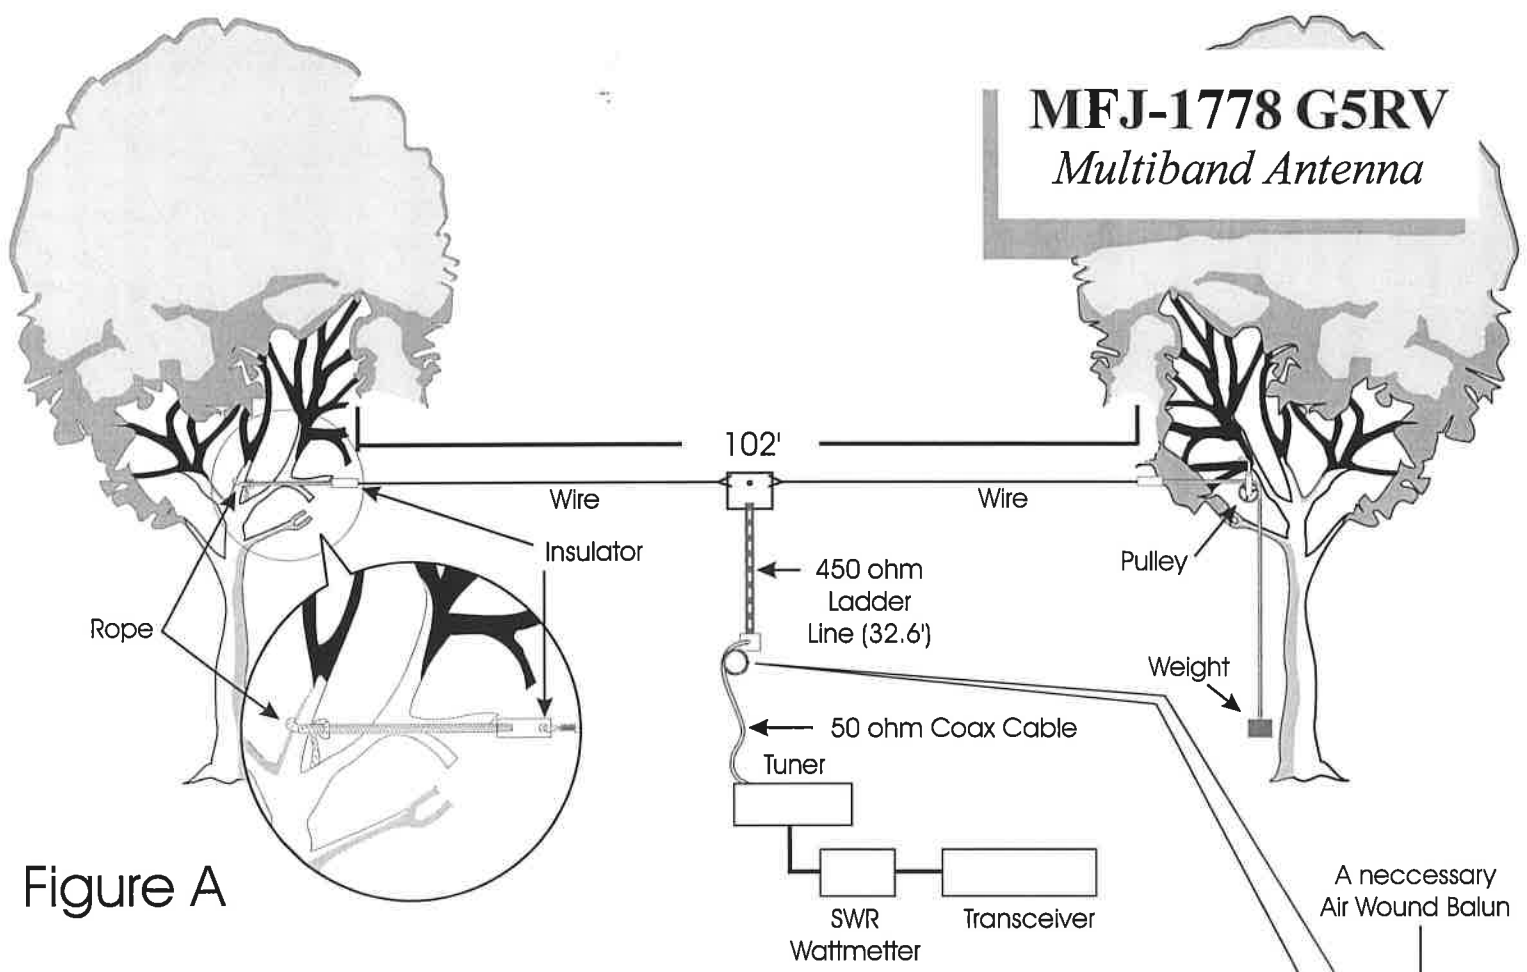 MFJ-1778 G5RV
Multiband Antenna
102'
Wire
Wire
Insulator
450 ohm
Ladder
Line (32.6')
Pulley
Rope
Weight
50 ohm Coax Cable
Tuner
Figure A
SWR
Wattmetter
Transceiver
A neccessary
Air Wound Balun